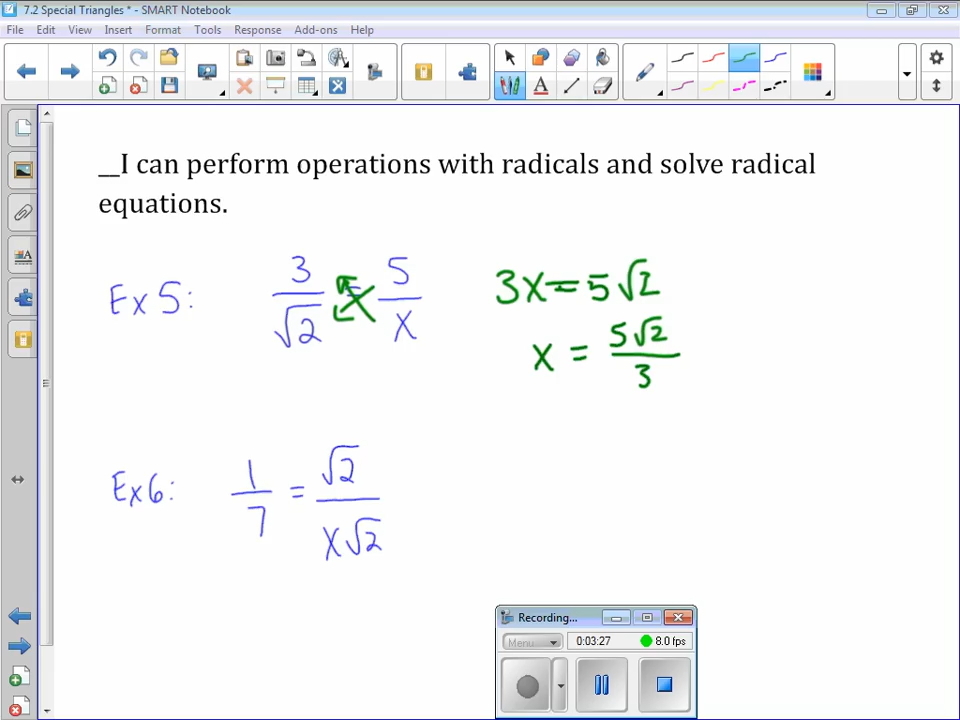 7.2 Special Triangles * - SMART Notebook
File Edit View Insert Format Tools Response Add-ons Help
__I can perform operations with radicals and solve radical
equations.
Ex 5: 3/√2 = 5/x 3x = 5√2
x = 5√2/3
Ex 6: 1/7 = √2/x√2
Recording...
Menu 0:03:27 8.0 fps